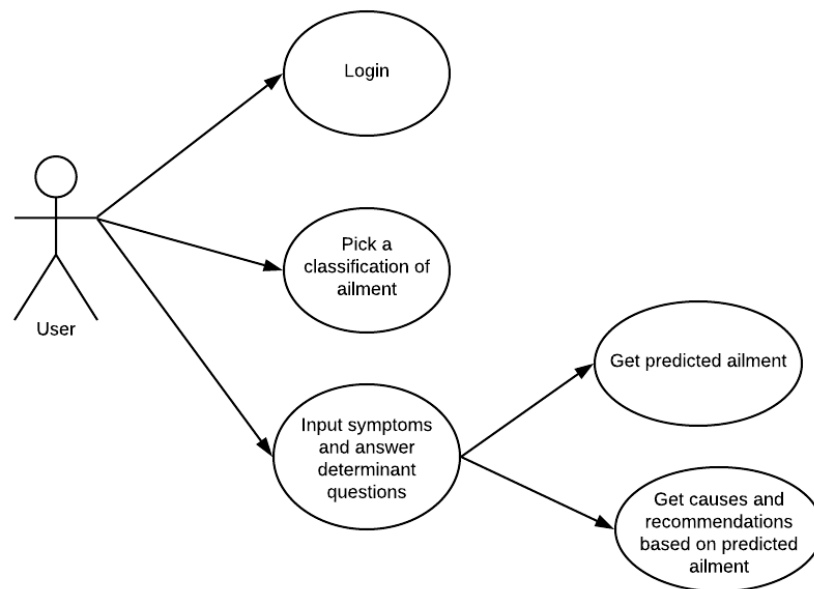 Login
Pick a
classification of
ailment
User
Get predicted ailment
Input symptoms
and answer
determinant
questions
Get causes and
recommendations
based on predicted
ailment